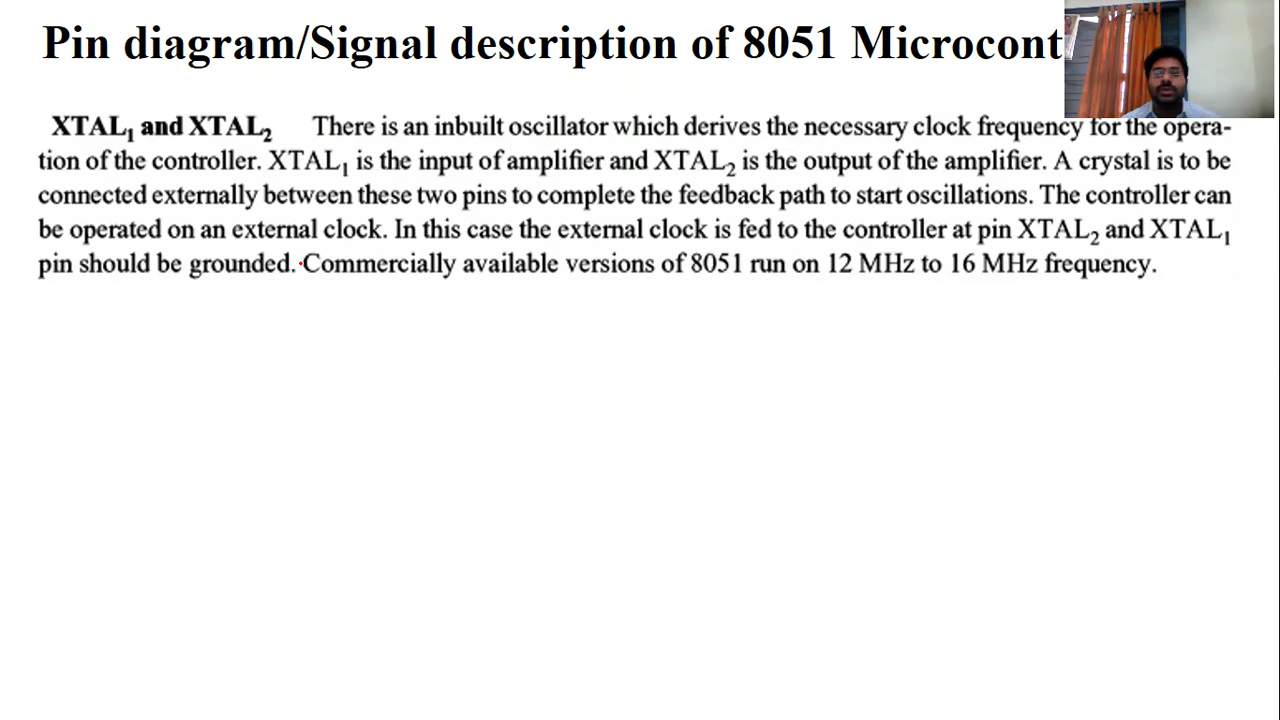 Pin diagram/Signal description of 8051 Microcont
XTAL₁ and XTAL₂ There is an inbuilt oscillator which derives the necessary clock frequency for the opera-
tion of the controller. XTAL₁ is the input of amplifier and XTAL₂ is the output of the amplifier. A crystal is to be
connected externally between these two pins to complete the feedback path to start oscillations. The controller can
be operated on an external clock. In this case the external clock is fed to the controller at pin XTAL₂ and XTAL₁
pin should be grounded. Commercially available versions of 8051 run on 12 MHz to 16 MHz frequency.